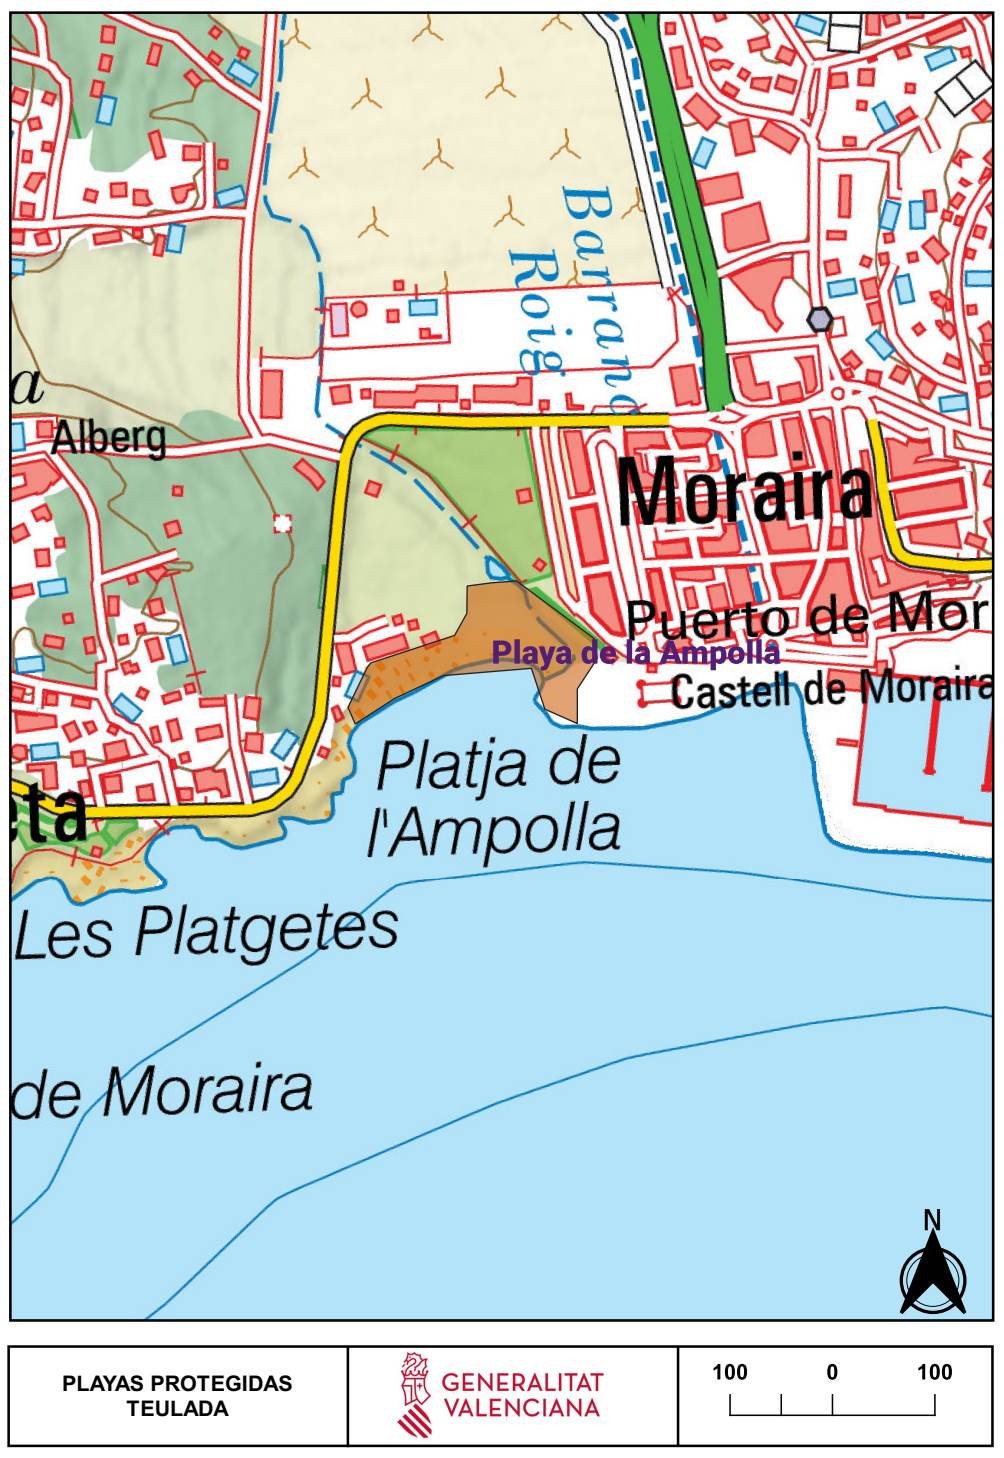 Barranc
Roig
a
Alberg
Moraira
Puerto de Mor
Playa de la Ampolla
Castell de Moraira
Platja de
l'Ampolla
eta
Les Platgetes
de Moraira
N
PLAYAS PROTEGIDAS
TEULADA
GENERALITAT
VALENCIANA
100 0 100